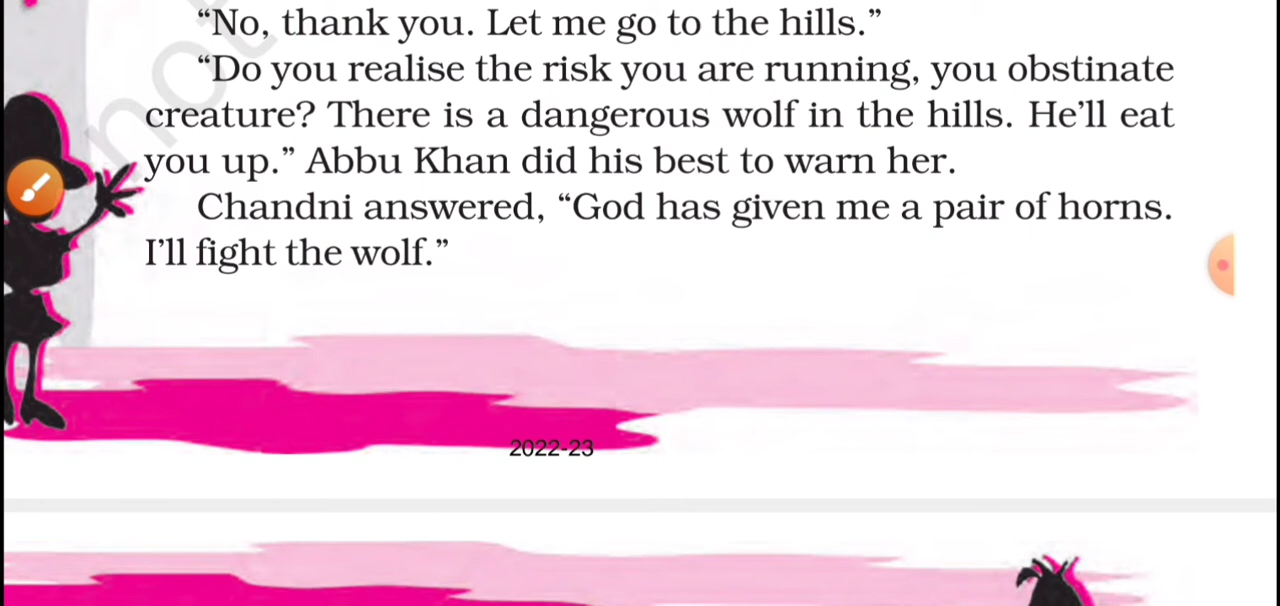 “No, thank you. Let me go to the hills.”
“Do you realise the risk you are running, you obstinate
creature? There is a dangerous wolf in the hills. He’ll eat
you up.” Abbu Khan did his best to warn her.
Chandni answered, “God has given me a pair of horns.
I’ll fight the wolf.”
2022-23
not